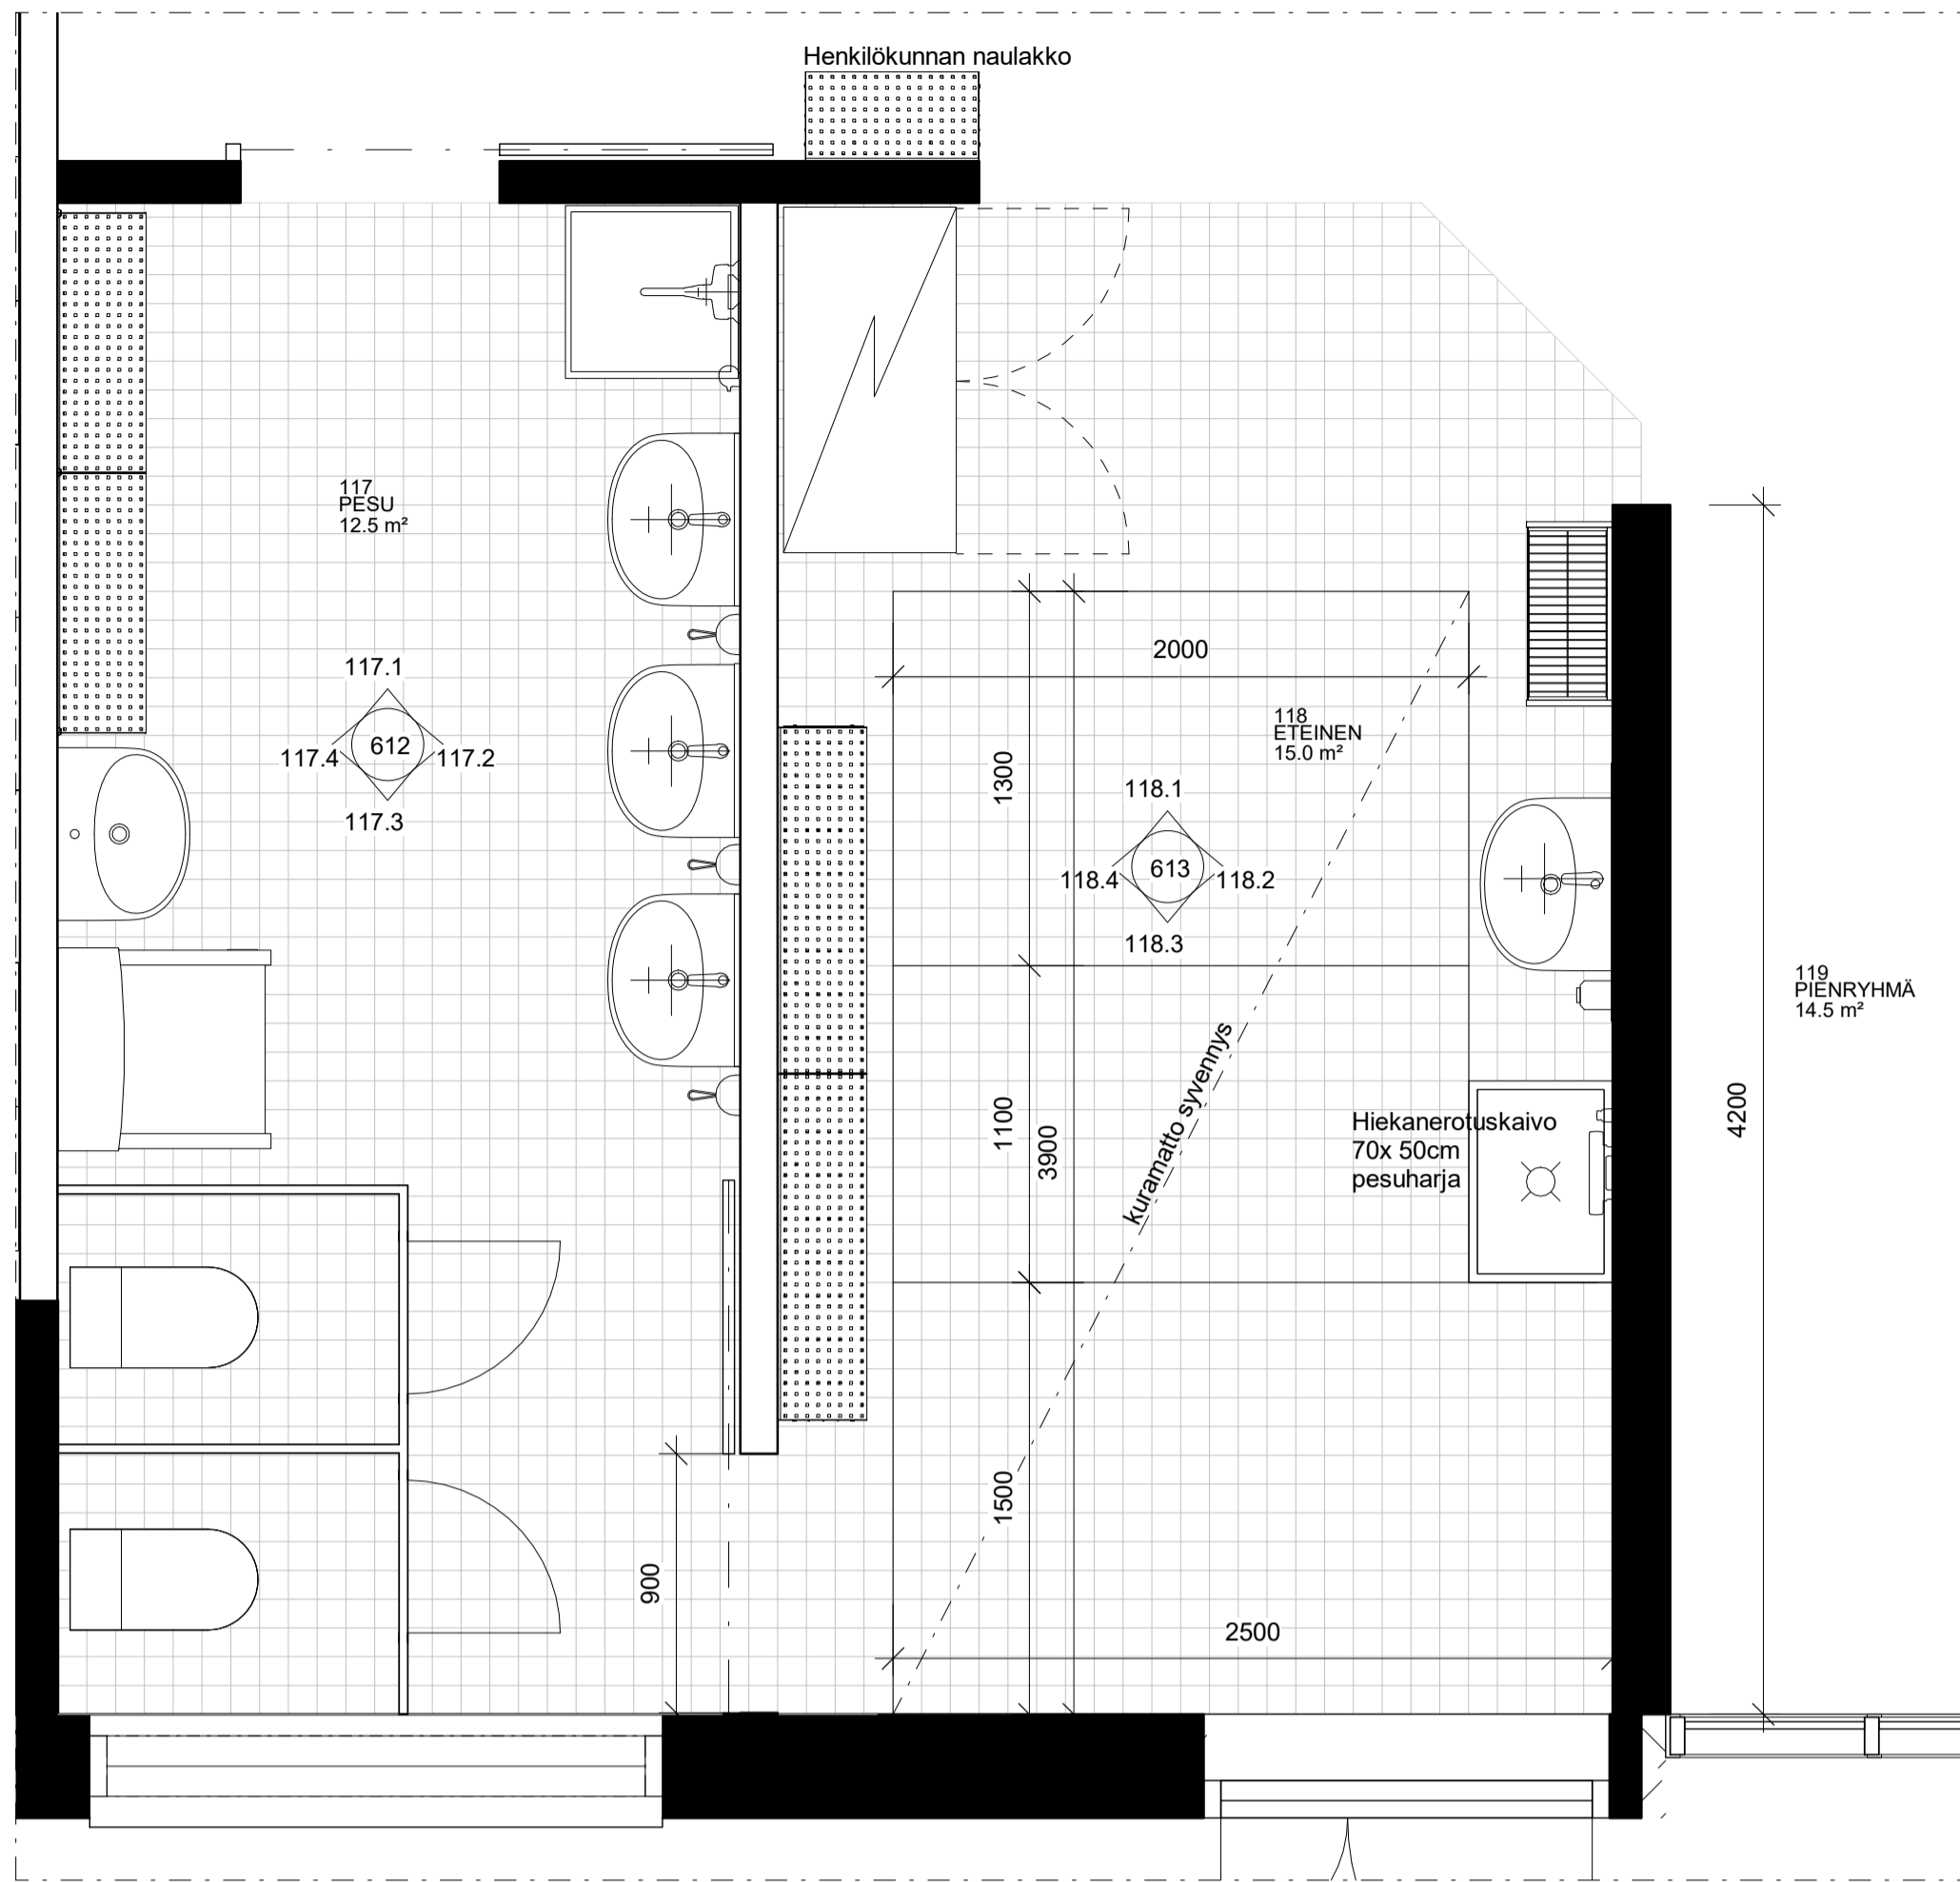 Henkilökunnan naulakko
117
PESU
12.5 m²
117.1
117.4
612
117.2
117.3
2000
118
ETEINEN
15.0 m²
1300
118.1
118.4
613
118.2
118.3
119
PIENRYHMÄ
14.5 m²
kuramatto syvennys
1100
3900
Hiekanerotuskaivo
70x 50cm
pesuharja
4200
1500
900
2500